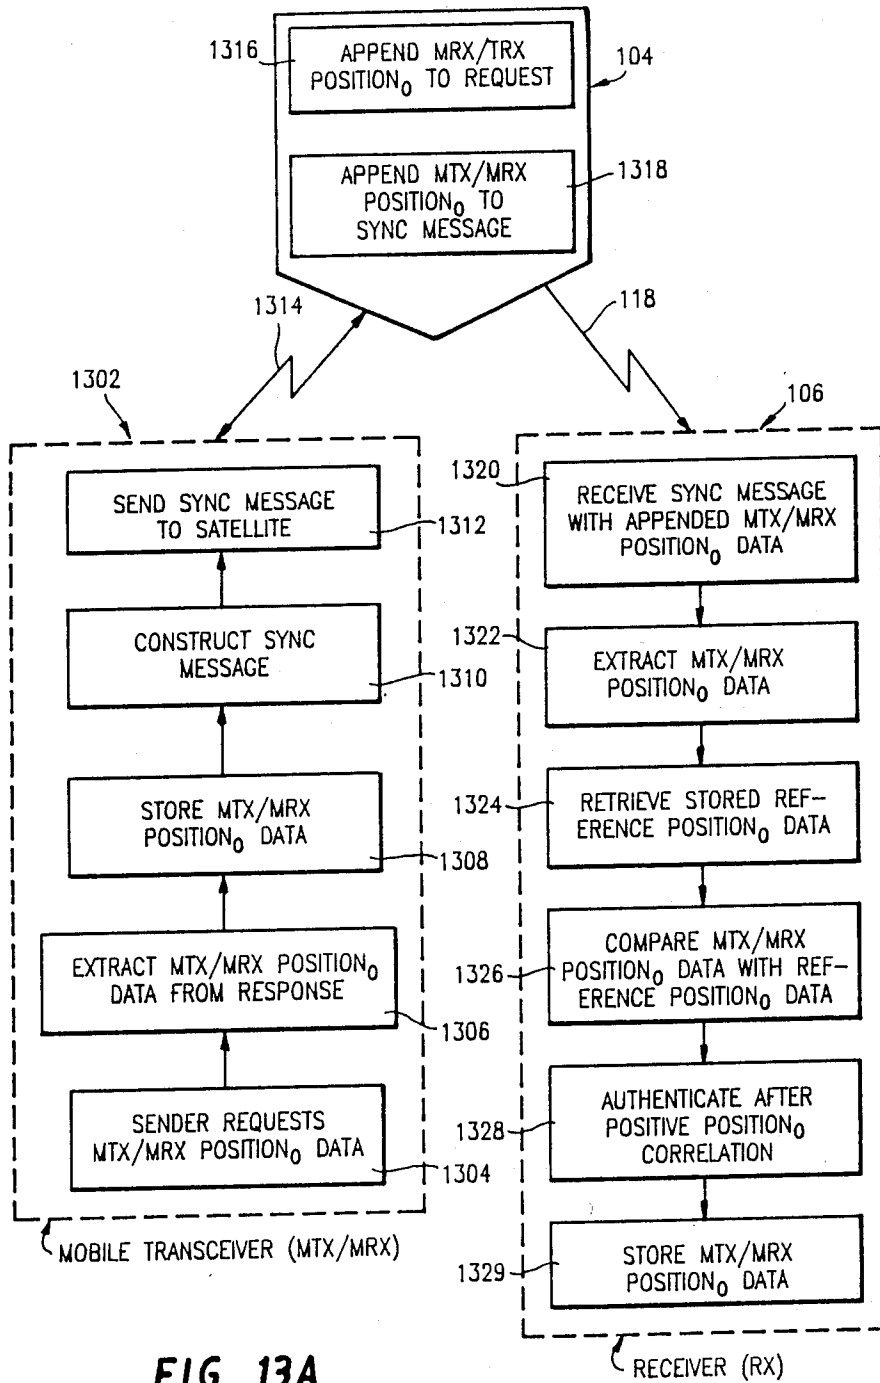 1316
APPEND MRX/TRX
POSITION0 TO REQUEST
104
APPEND MTX/MRX
POSITION0 TO
SYNC MESSAGE
1318
1314
118
1302
106
SEND SYNC MESSAGE
TO SATELLITE
1312
CONSTRUCT SYNC
MESSAGE
1310
STORE MTX/MRX
POSITION0 DATA
1308
EXTRACT MTX/MRX POSITION0
DATA FROM RESPONSE
1306
SENDER REQUESTS
MTX/MRX POSITION0 DATA
1304
MOBILE TRANSCEIVER (MTX/MRX)
1320
RECEIVE SYNC MESSAGE
WITH APPENDED MTX/MRX
POSITION0 DATA
1322
EXTRACT MTX/MRX
POSITION0 DATA
1324
RETRIEVE STORED REF-
ERENCE POSITION0 DATA
1326
COMPARE MTX/MRX
POSITION0 DATA WITH REF-
ERENCE POSITION0 DATA
1328
AUTHENTICATE AFTER
POSITIVE POSITION0
CORRELATION
1329
STORE MTX/MRX
POSITION0 DATA
RECEIVER (RX)
FIG. 13A